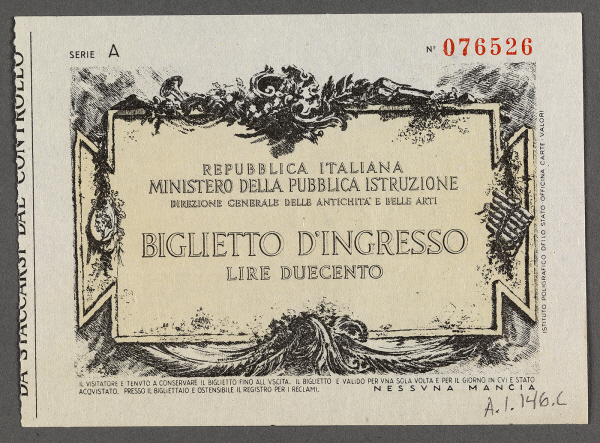 SERIE A
Nº 076526
REPUBBLICA ITALIANA
MINISTERO DELLA PUBBLICA ISTRUZIONE
DIREZIONE GENERALE DELLE ANTICHITA' E BELLE ARTI
BIGLIETTO D'INGRESSO
LIRE DUECENTO
IL VISITATORE E TENVTO A CONSERVARE IL BIGLIETTO FINO ALL'VSCITA. IL BIGLIETTO E VALIDO PER VNA SOLA VOLTA E PER IL GIORNO IN CVI E STATO
ACQVISTATO. PRESSO IL BIGLIETTAIO E OSTENSIBILE IL REGISTRO PER I RECLAMI. NESSVNA MANCIA
DA STACCARSI DAL CONTROLLO
ISTITUTO POLIGRAFICO DELLO STATO OFFICINA CARTE VALORI
A.1.146.c